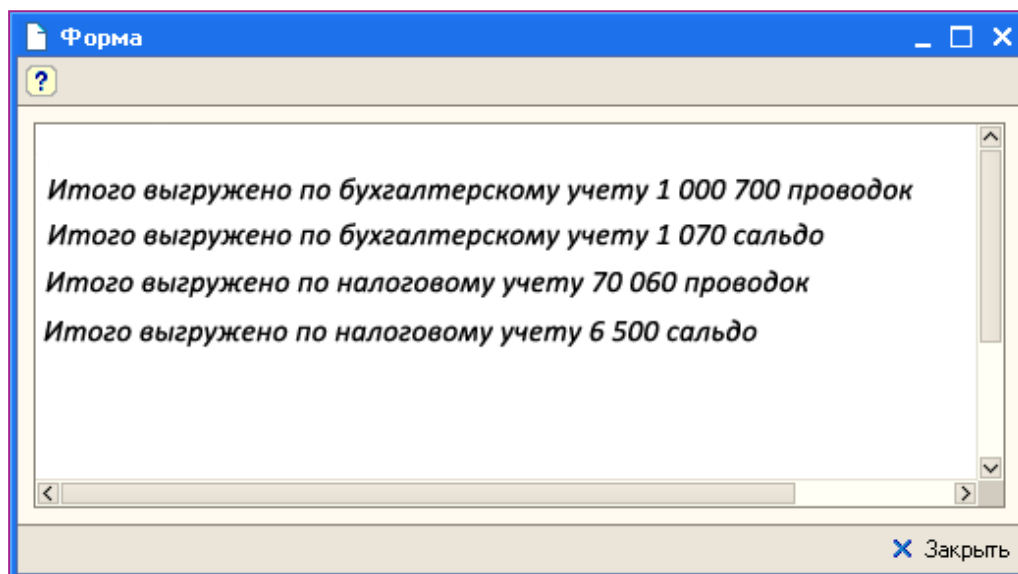 Форма
?
Итого выгружено по бухгалтерскому учету 1 000 700 проводок
Итого выгружено по бухгалтерскому учету 1 070 сальдо
Итого выгружено по налоговому учету 70 060 проводок
Итого выгружено по налоговому учету 6 500 сальдо
Закрыть